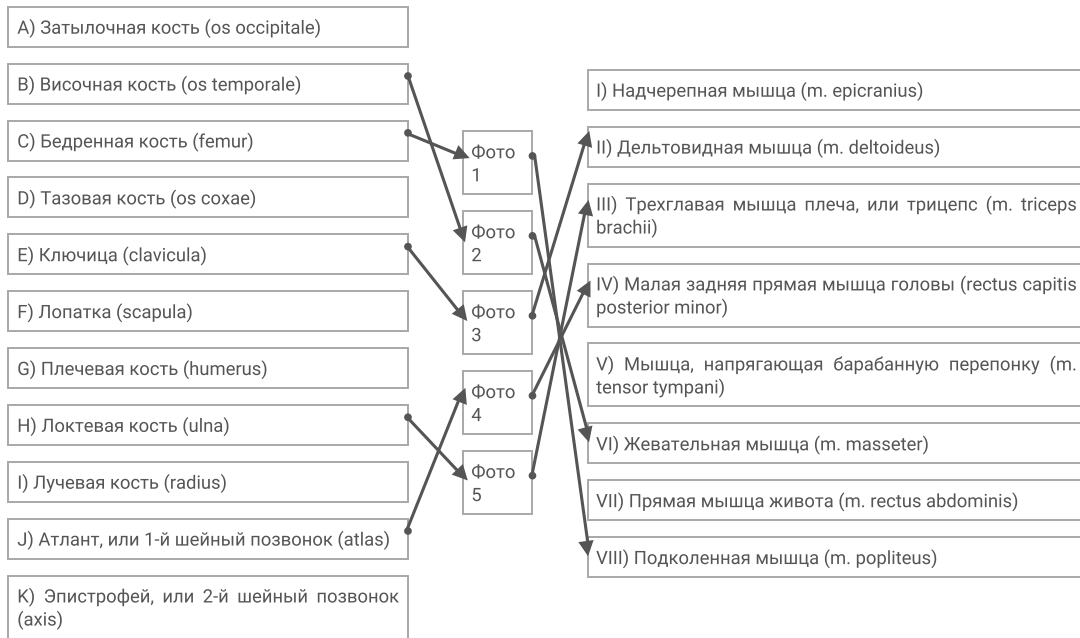 A) Затылочная кость (os occipitale)
B) Височная кость (os temporale)
C) Бедренная кость (femur)
D) Тазовая кость (os coxae)
E) Ключица (clavicula)
F) Лопатка (scapula)
G) Плечевая кость (humerus)
H) Локтевая кость (ulna)
I) Лучевая кость (radius)
J) Атлант, или 1-й шейный позвонок (atlas)
K) Эпистрофей, или 2-й шейный позвонок
(axis)
Фото
1
Фото
2
Фото
3
Фото
4
Фото
5
I) Надчерепная мышца (m. epicranius)
II) Дельтовидная мышца (m. deltoideus)
III) Трехглавая мышца плеча, или трицепс (m. triceps
brachii)
IV) Малая задняя прямая мышца головы (rectus capitis
posterior minor)
V) Мышца, напрягающая барабанную перепонку (m.
tensor tympani)
VI) Жевательная мышца (m. masseter)
VII) Прямая мышца живота (m. rectus abdominis)
VIII) Подколенная мышца (m. popliteus)